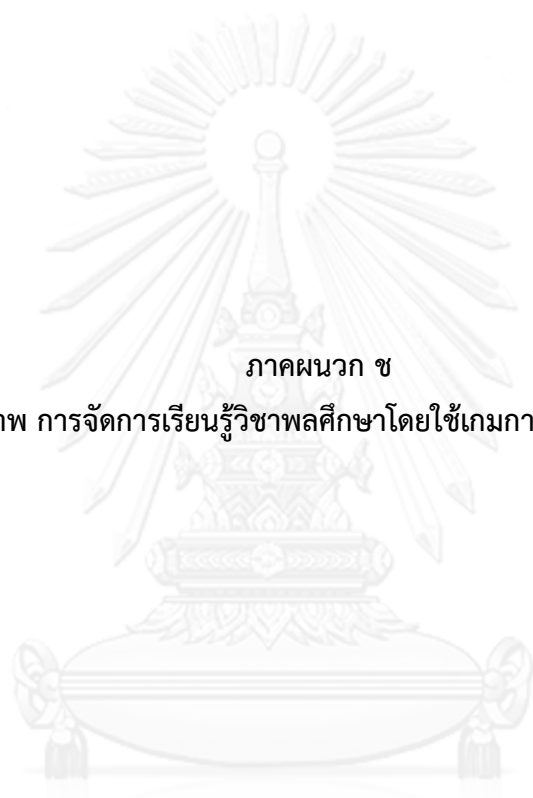 ภาคผนวก ช
การจัดการเรียนรู้วิชาพลศึกษาโดยใช้เกมกา